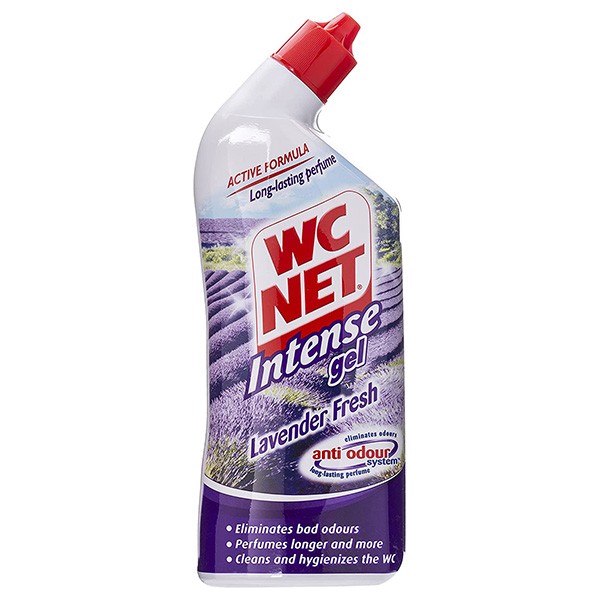 ACTIVE FORMULA
Long-lasting perfume
WC
NET®
Intense
gel
Lavender Fresh
eliminates odours
anti odour
system
long-lasting perfume
• Eliminates bad odours
• Perfumes longer and more
• Cleans and hygienizes the WC